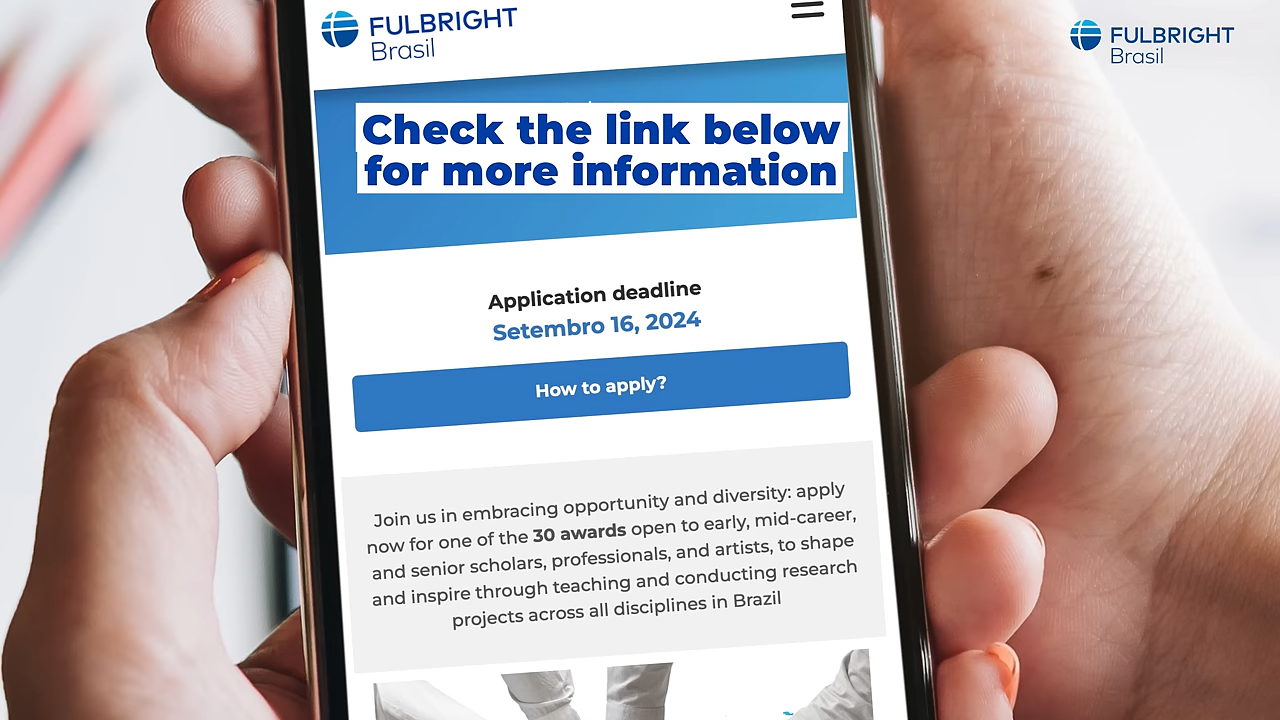 FULBRIGHT
Brasil
FULBRIGHT
Brasil
Check the link below
for more information
Application deadline
Setembro 16, 2024
How to apply?
Join us in embracing opportunity and diversity: apply
now for one of the 30 awards open to early, mid-career,
and senior scholars, professionals, and artists, to shape
and inspire through teaching and conducting research
projects across all disciplines in Brazil